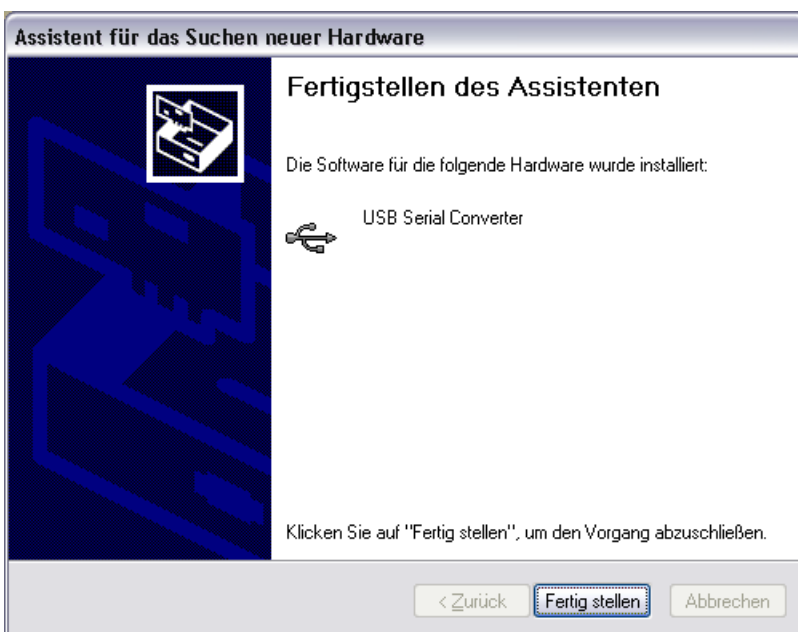 Assistent für das Suchen neuer Hardware
Fertigstellen des Assistenten
Die Software für die folgende Hardware wurde installiert:
USB Serial Converter
Klicken Sie auf "Fertig stellen", um den Vorgang abzuschließen.
< Zurück Fertig stellen Abbrechen